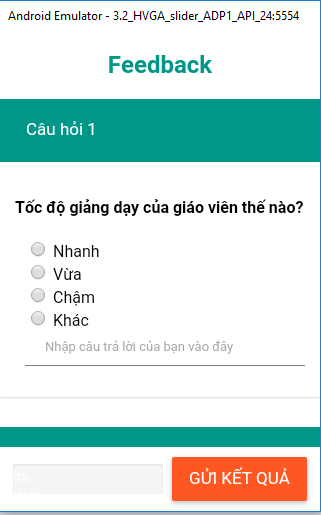 Android Emulator - 3.2_HVGA_slider_ADP1_API_24:5554
Feedback
Câu hỏi 1
Tốc độ giảng dạy của giáo viên thế nào?
Nhanh
Vừa
Chậm
Khác
Nhập câu trả lời của bạn vào đây
0%
GỬI KẾT QUẢ